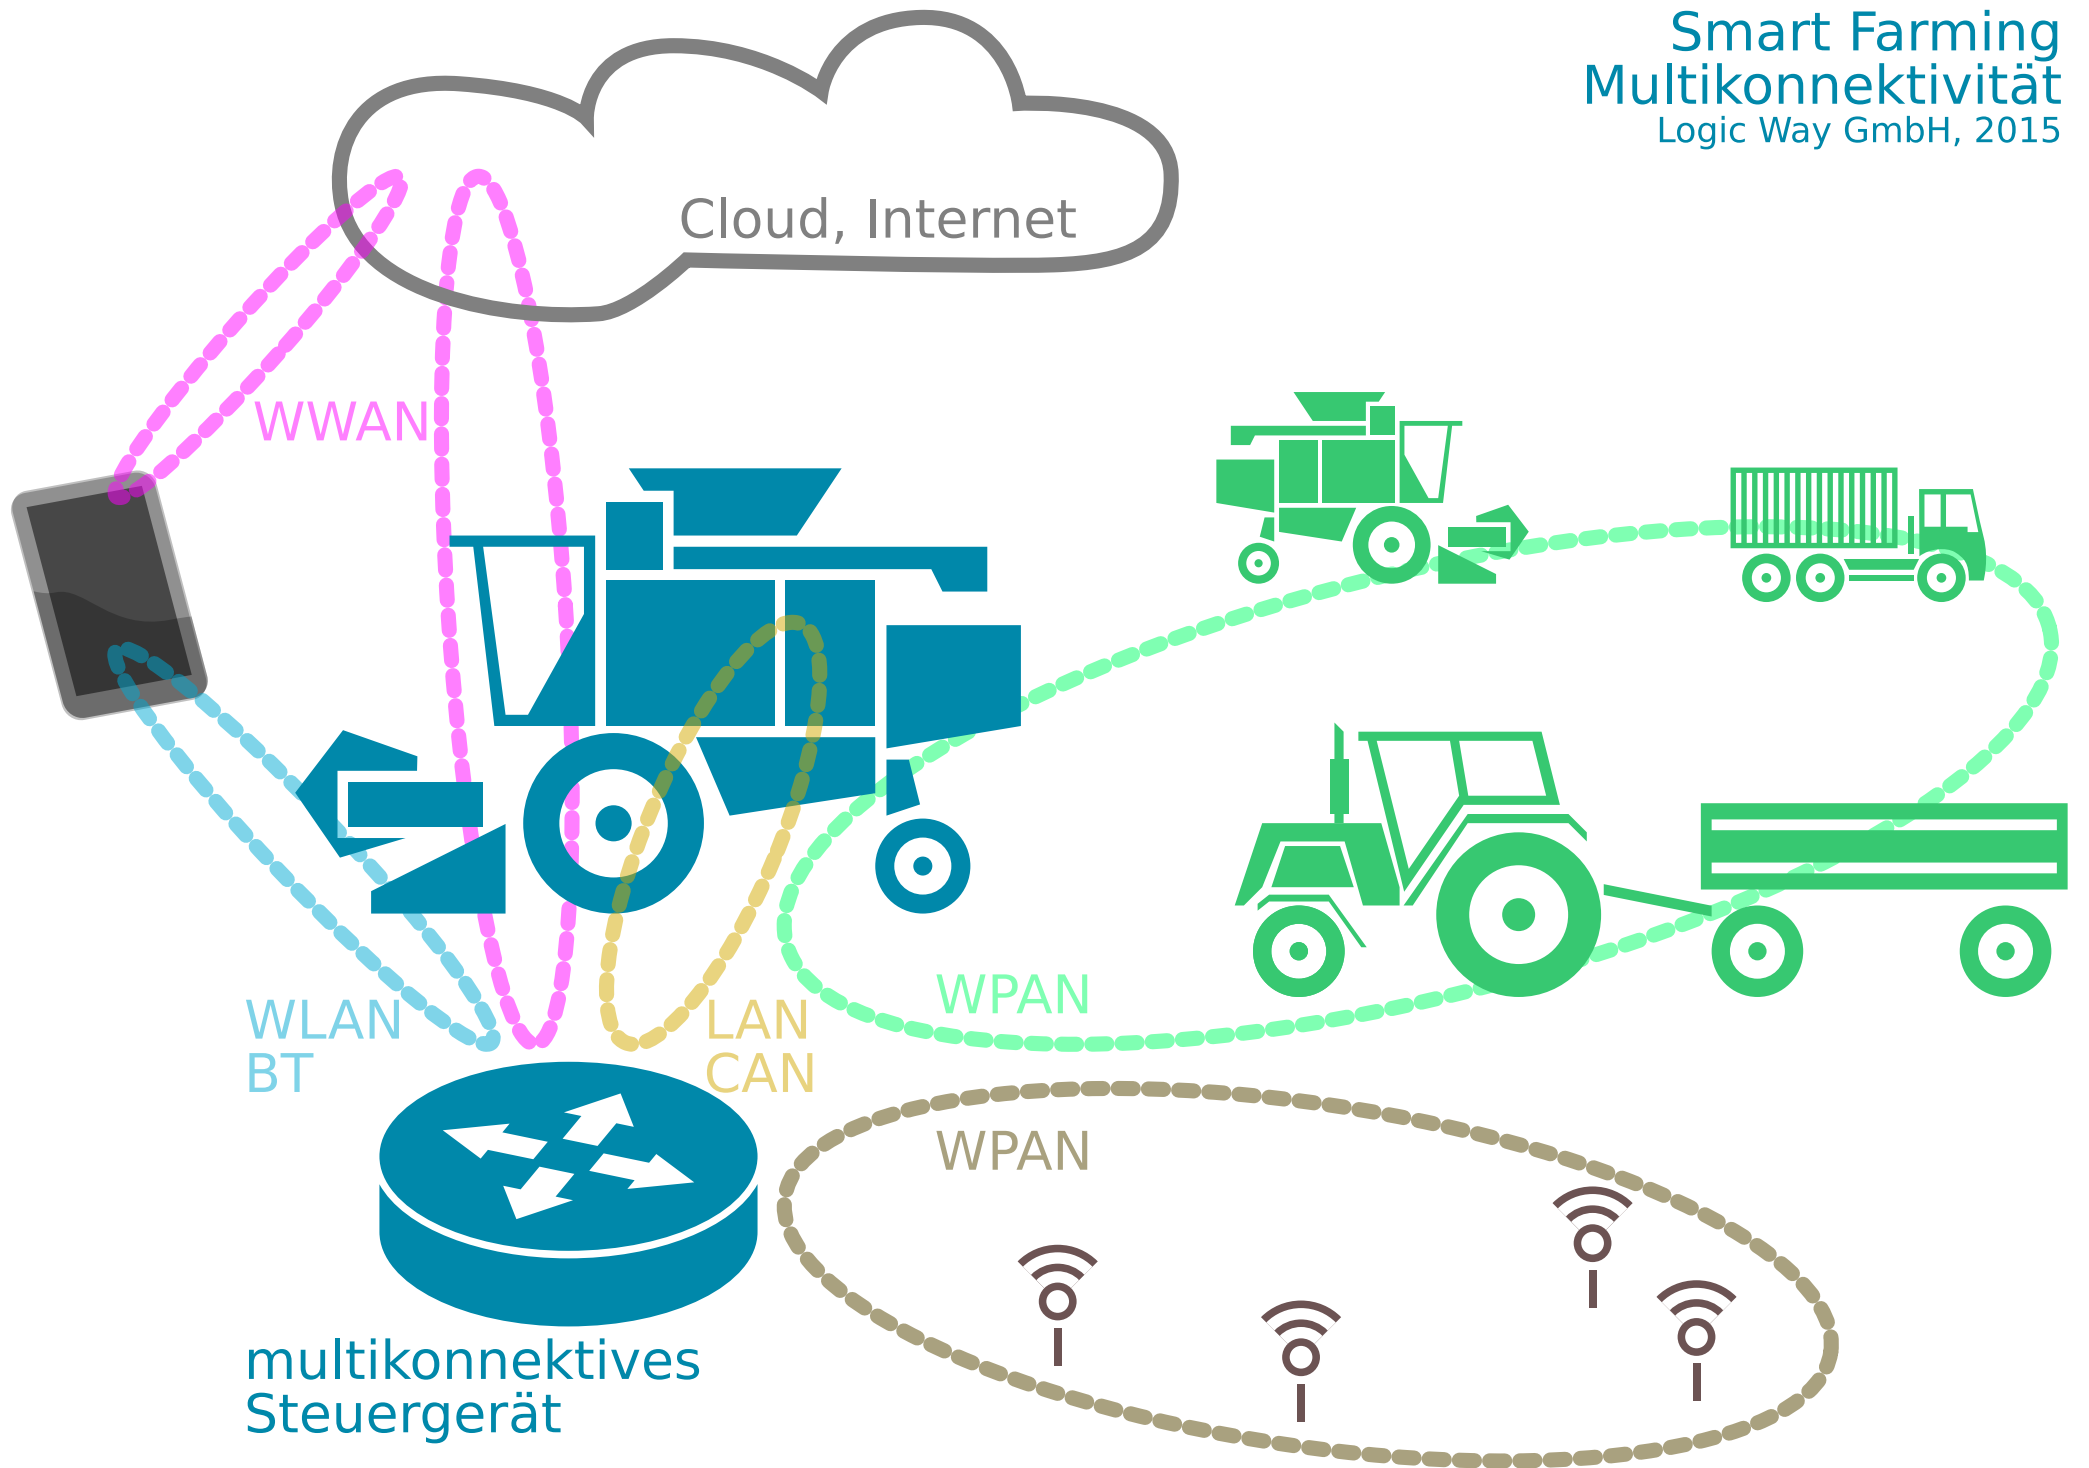 Smart Farming
Multikonnektivität
Logic Way GmbH, 2015
Cloud, Internet
WWAN
WLAN
BT
LAN
CAN
WPAN
WPAN
multikonnektives
Steuergerät